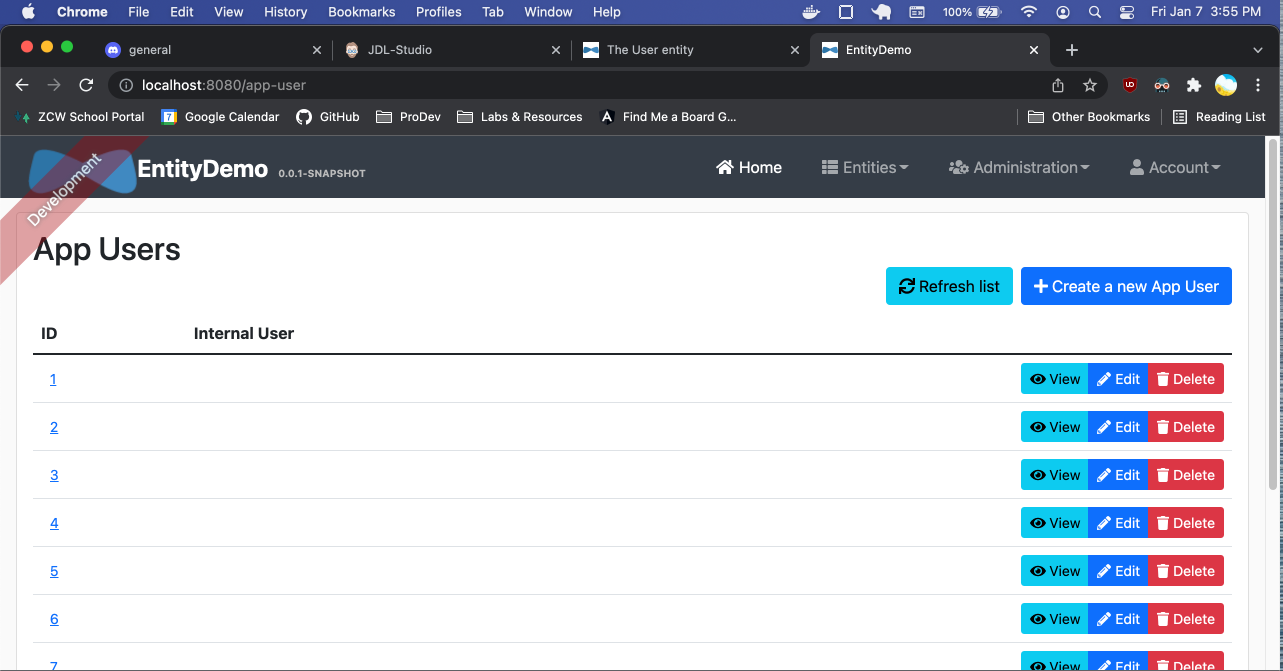 Chrome File Edit View History Bookmarks Profiles Tab Window Help 100% Fri Jan 7 3:55 PM
general JDL-Studio The User entity EntityDemo
localhost:8080/app-user
ZCW School Portal 7 Google Calendar GitHub ProDev Labs & Resources Find Me a Board G... Other Bookmarks Reading List
Development
EntityDemo 0.0.1-SNAPSHOT Home Entities Administration Account
App Users
Refresh list Create a new App User
ID Internal User
1 View Edit Delete
2 View Edit Delete
3 View Edit Delete
4 View Edit Delete
5 View Edit Delete
6 View Edit Delete
7 View Edit Delete